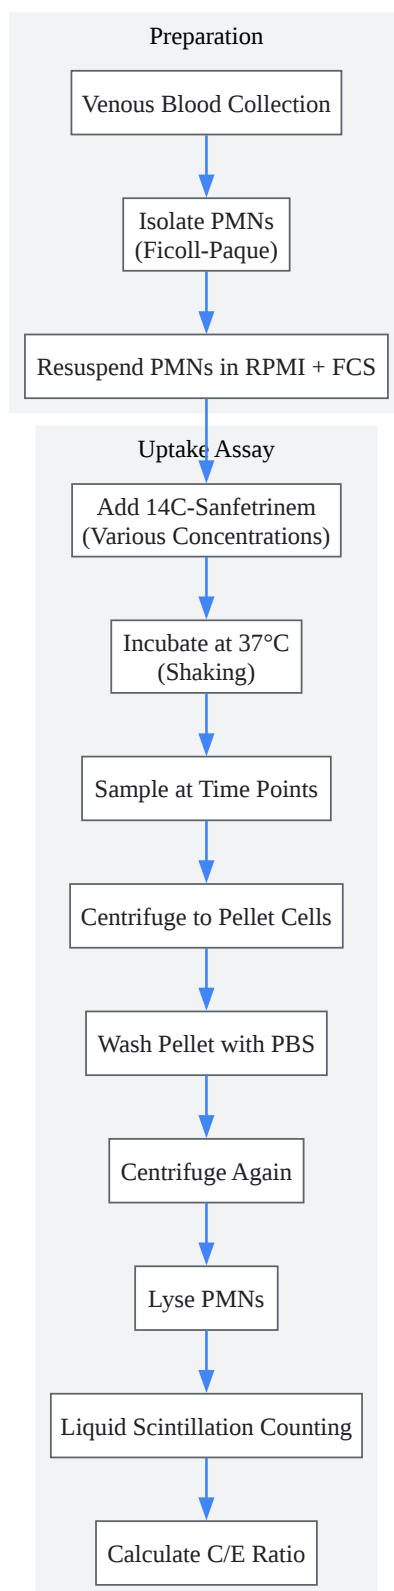 Preparation
Venous Blood Collection
Isolate PMNs
(Ficoll-Paque)
Resuspend PMNs in RPMI + FCS
Uptake Assay
Add 14C-Sanfetrinem
(Various Concentrations)
Incubate at 37°C
(Shaking)
Sample at Time Points
Centrifuge to Pellet Cells
Wash Pellet with PBS
Centrifuge Again
Lyse PMNs
Liquid Scintillation Counting
Calculate C/E Ratio